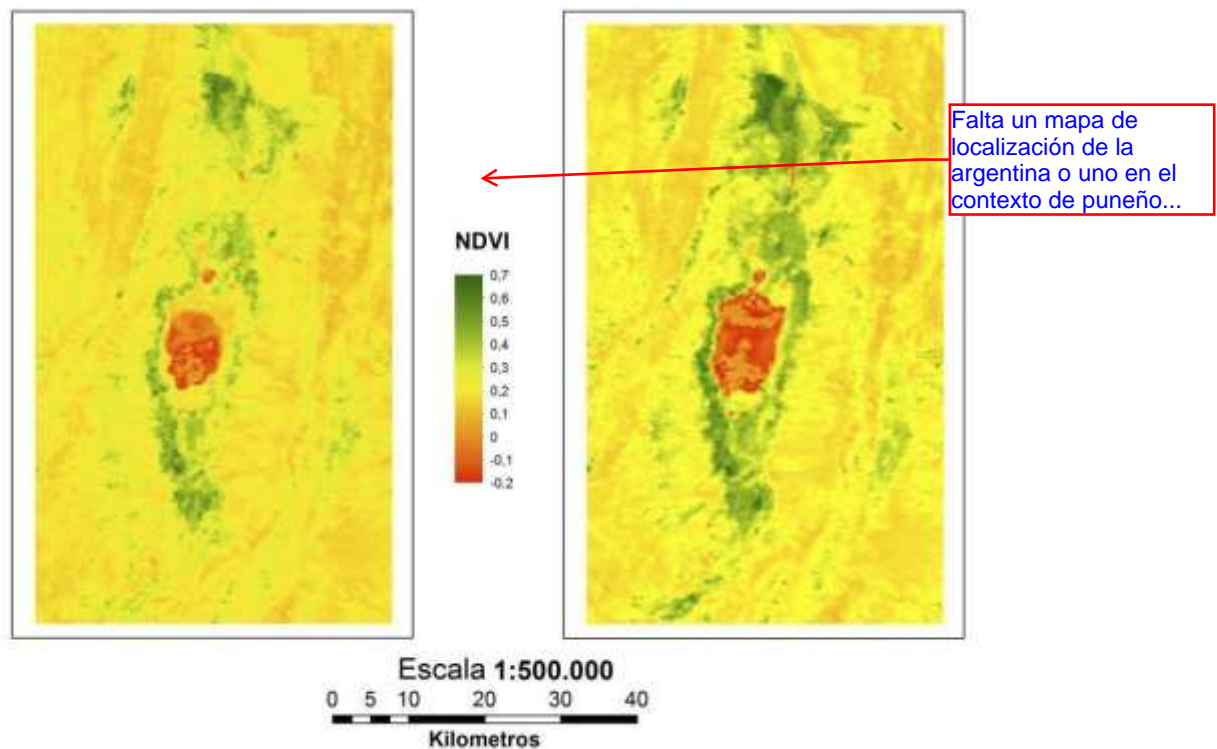 Falta un mapa de
localización de la
argentina o uno en el
contexto de puneño...
NDVI
0,7
0,6
0,5
0,4
0,3
0,2
0,1
0
-0,1
-0,2
Escala 1:500.000
0 5 10 20 30 40
Kilometros